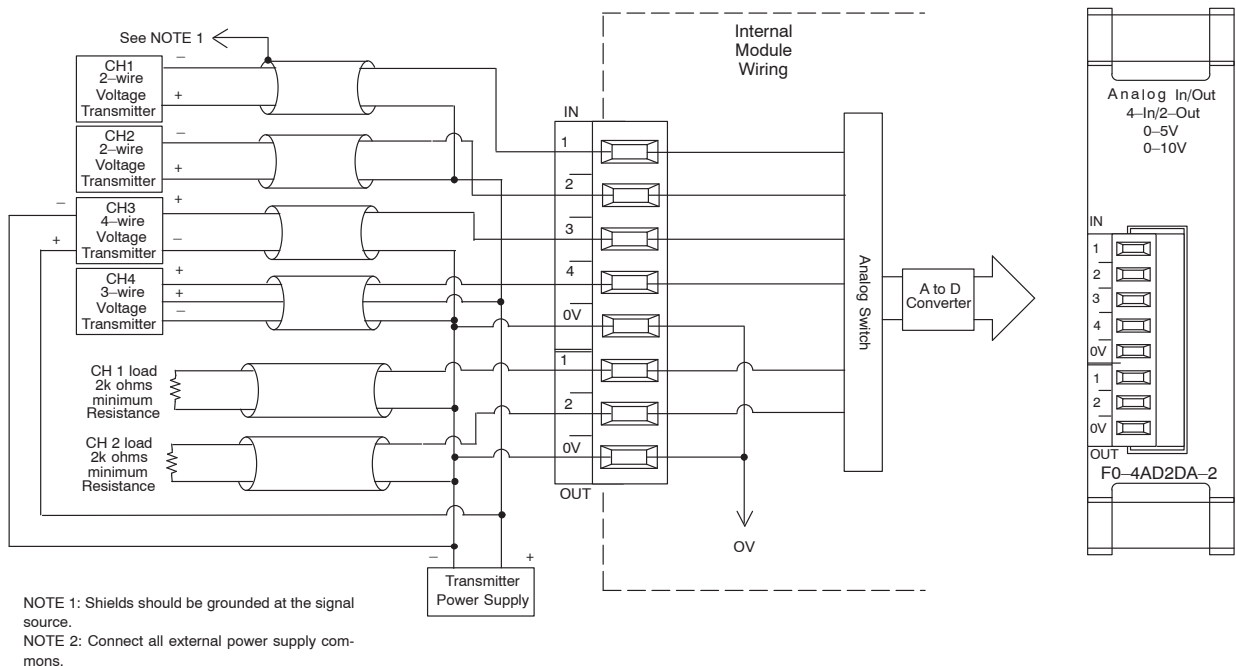 See NOTE 1
CH1
2–wire
Voltage
Transmitter
–
+
CH2
2–wire
Voltage
Transmitter
–
+
CH3
4–wire
Voltage
Transmitter
–
+
+
–
CH4
3–wire
Voltage
Transmitter
+
+
–
CH 1 load
2k ohms
minimum
Resistance
CH 2 load
2k ohms
minimum
Resistance
IN
1
2
3
4
0V
1
2
0V
OUT
Internal
Module
Wiring
Analog Switch
A to D
Converter
OV
–
+
Transmitter
Power Supply
Analog In/Out
4–In/2–Out
0–5V
0–10V
IN
1
2
3
4
0V
1
2
0V
OUT
F0–4AD2DA–2
NOTE 1: Shields should be grounded at the signal
source.
NOTE 2: Connect all external power supply com-
mons.